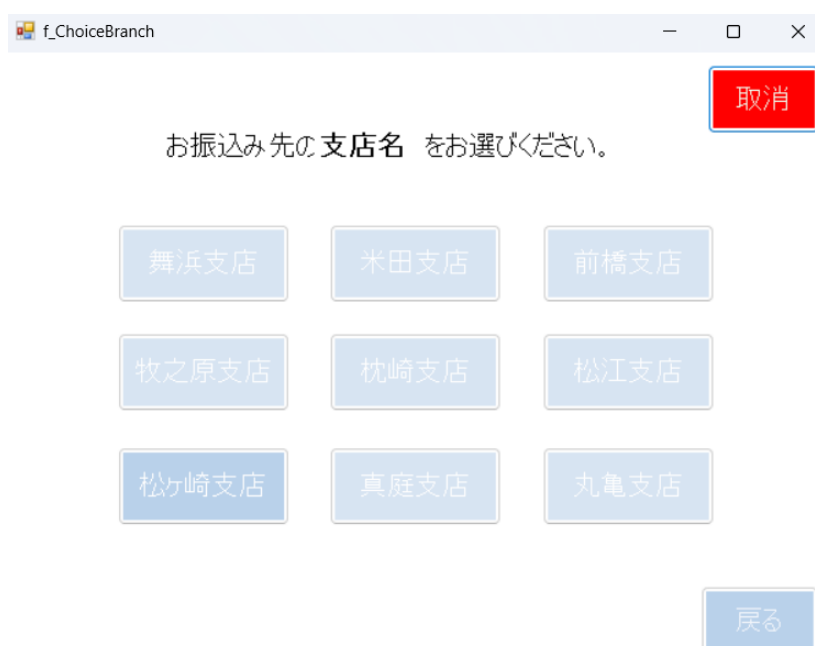 f_ChoiceBranch
取消
お振込み先の支店名 をお選びください。
舞浜支店 米田支店 前橋支店
牧之原支店 枕崎支店 松江支店
松ヶ崎支店 真庭支店 丸亀支店
戻る